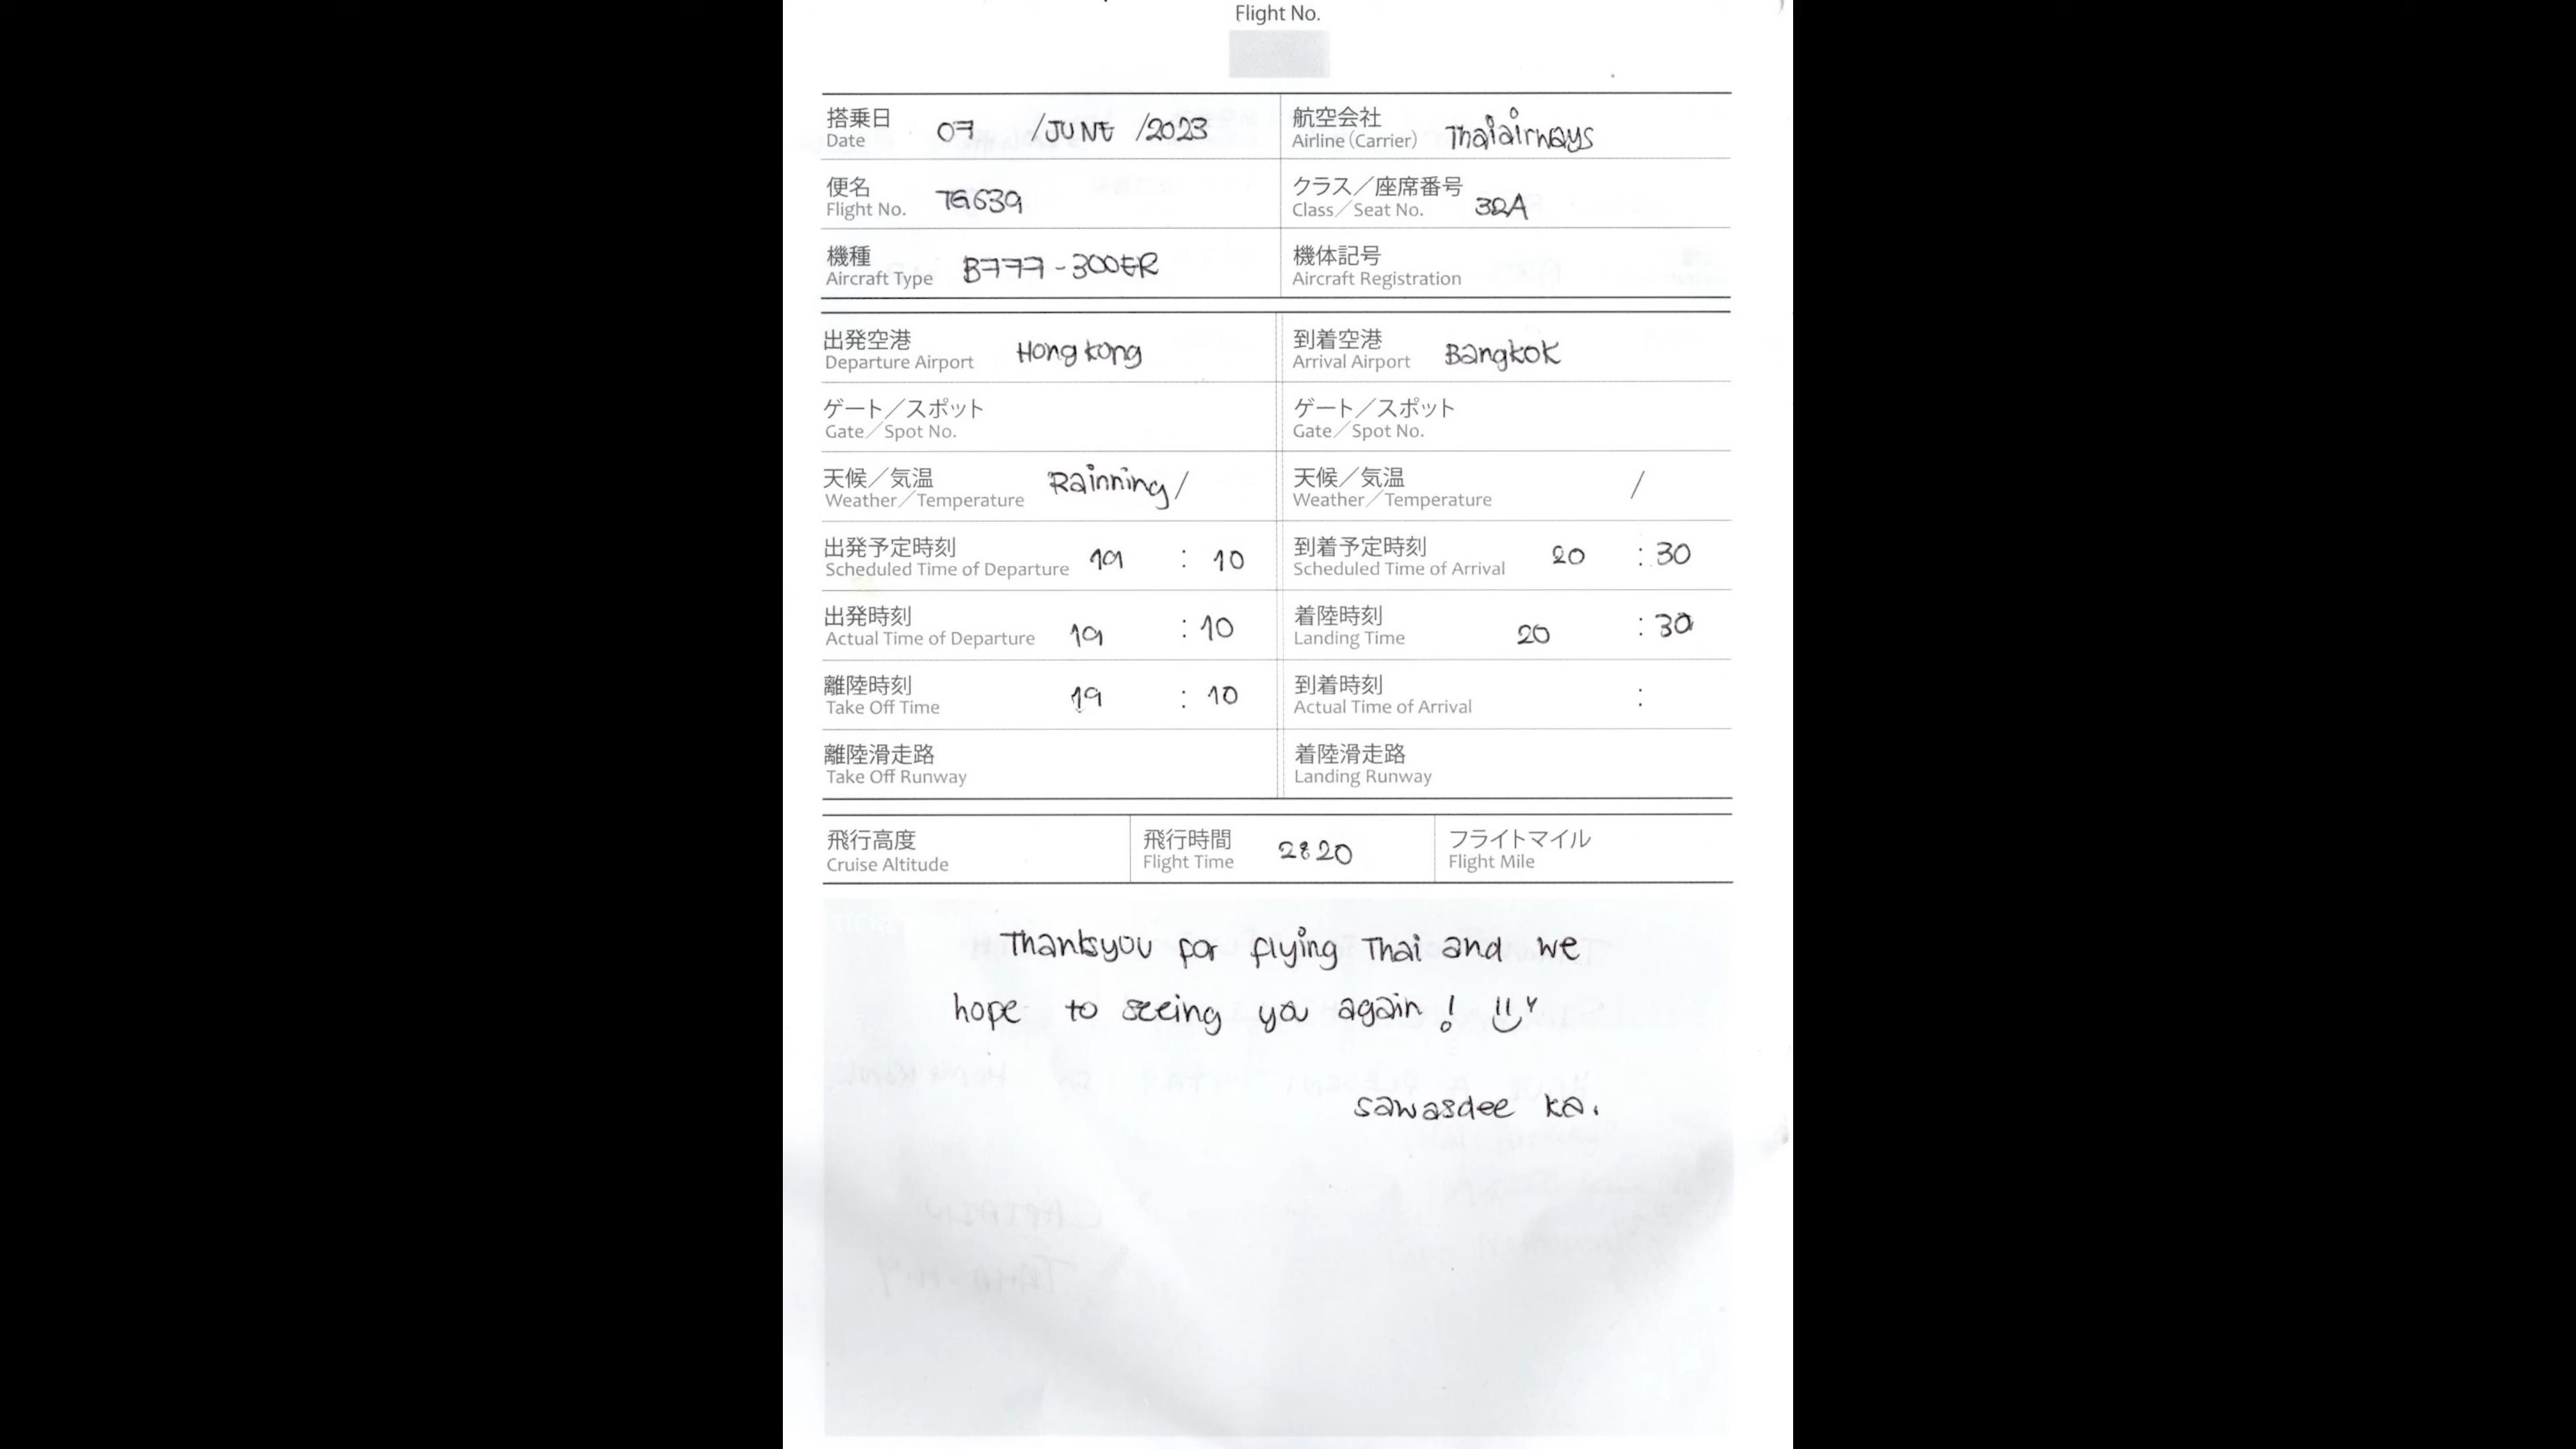 Flight No.
搭乗日 Date 07 /JUNE /2023
航空会社 Airline(Carrier) Thaiairways
便名 Flight No. TG639
クラス／座席番号 Class／Seat No. 32A
機種 Aircraft Type B777-300ER
機体記号 Aircraft Registration
出発空港 Departure Airport Hong kong
到着空港 Arrival Airport Bangkok
ゲート／スポット Gate／Spot No.
ゲート／スポット Gate／Spot No.
天候／気温 Weather／Temperature Rainning /
天候／気温 Weather／Temperature /
出発予定時刻 Scheduled Time of Departure 19 : 10
到着予定時刻 Scheduled Time of Arrival 20 : 30
出発時刻 Actual Time of Departure 19 : 10
着陸時刻 Landing Time 20 : 30
離陸時刻 Take Off Time 19 : 10
到着時刻 Actual Time of Arrival :
離陸滑走路 Take Off Runway
着陸滑走路 Landing Runway
飛行高度 Cruise Altitude
飛行時間 Flight Time 2:20
フライトマイル Flight Mile
Thanksyou for flying Thai and we
hope to seeing you again ! :)
sawasdee ka.